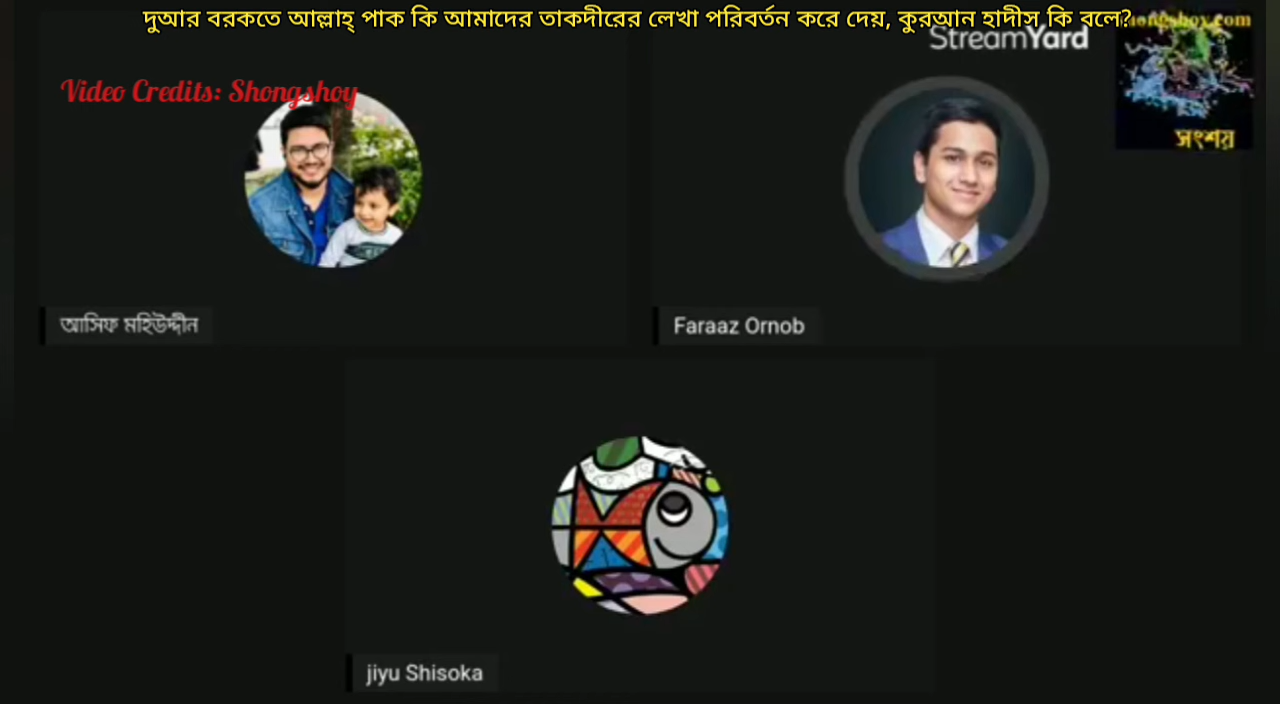 দুআর বরকতে আল্লাহ্ পাক কি আমাদের তাকদীরের লেখা পরিবর্তন করে দেয়, কুরআন হাদীস কি বলে?
StreamYard
Video Credits: Shongshoy
সংশয়
আসিফ মহিউদ্দীন
Faraaz Ornob
jiyu Shisoka